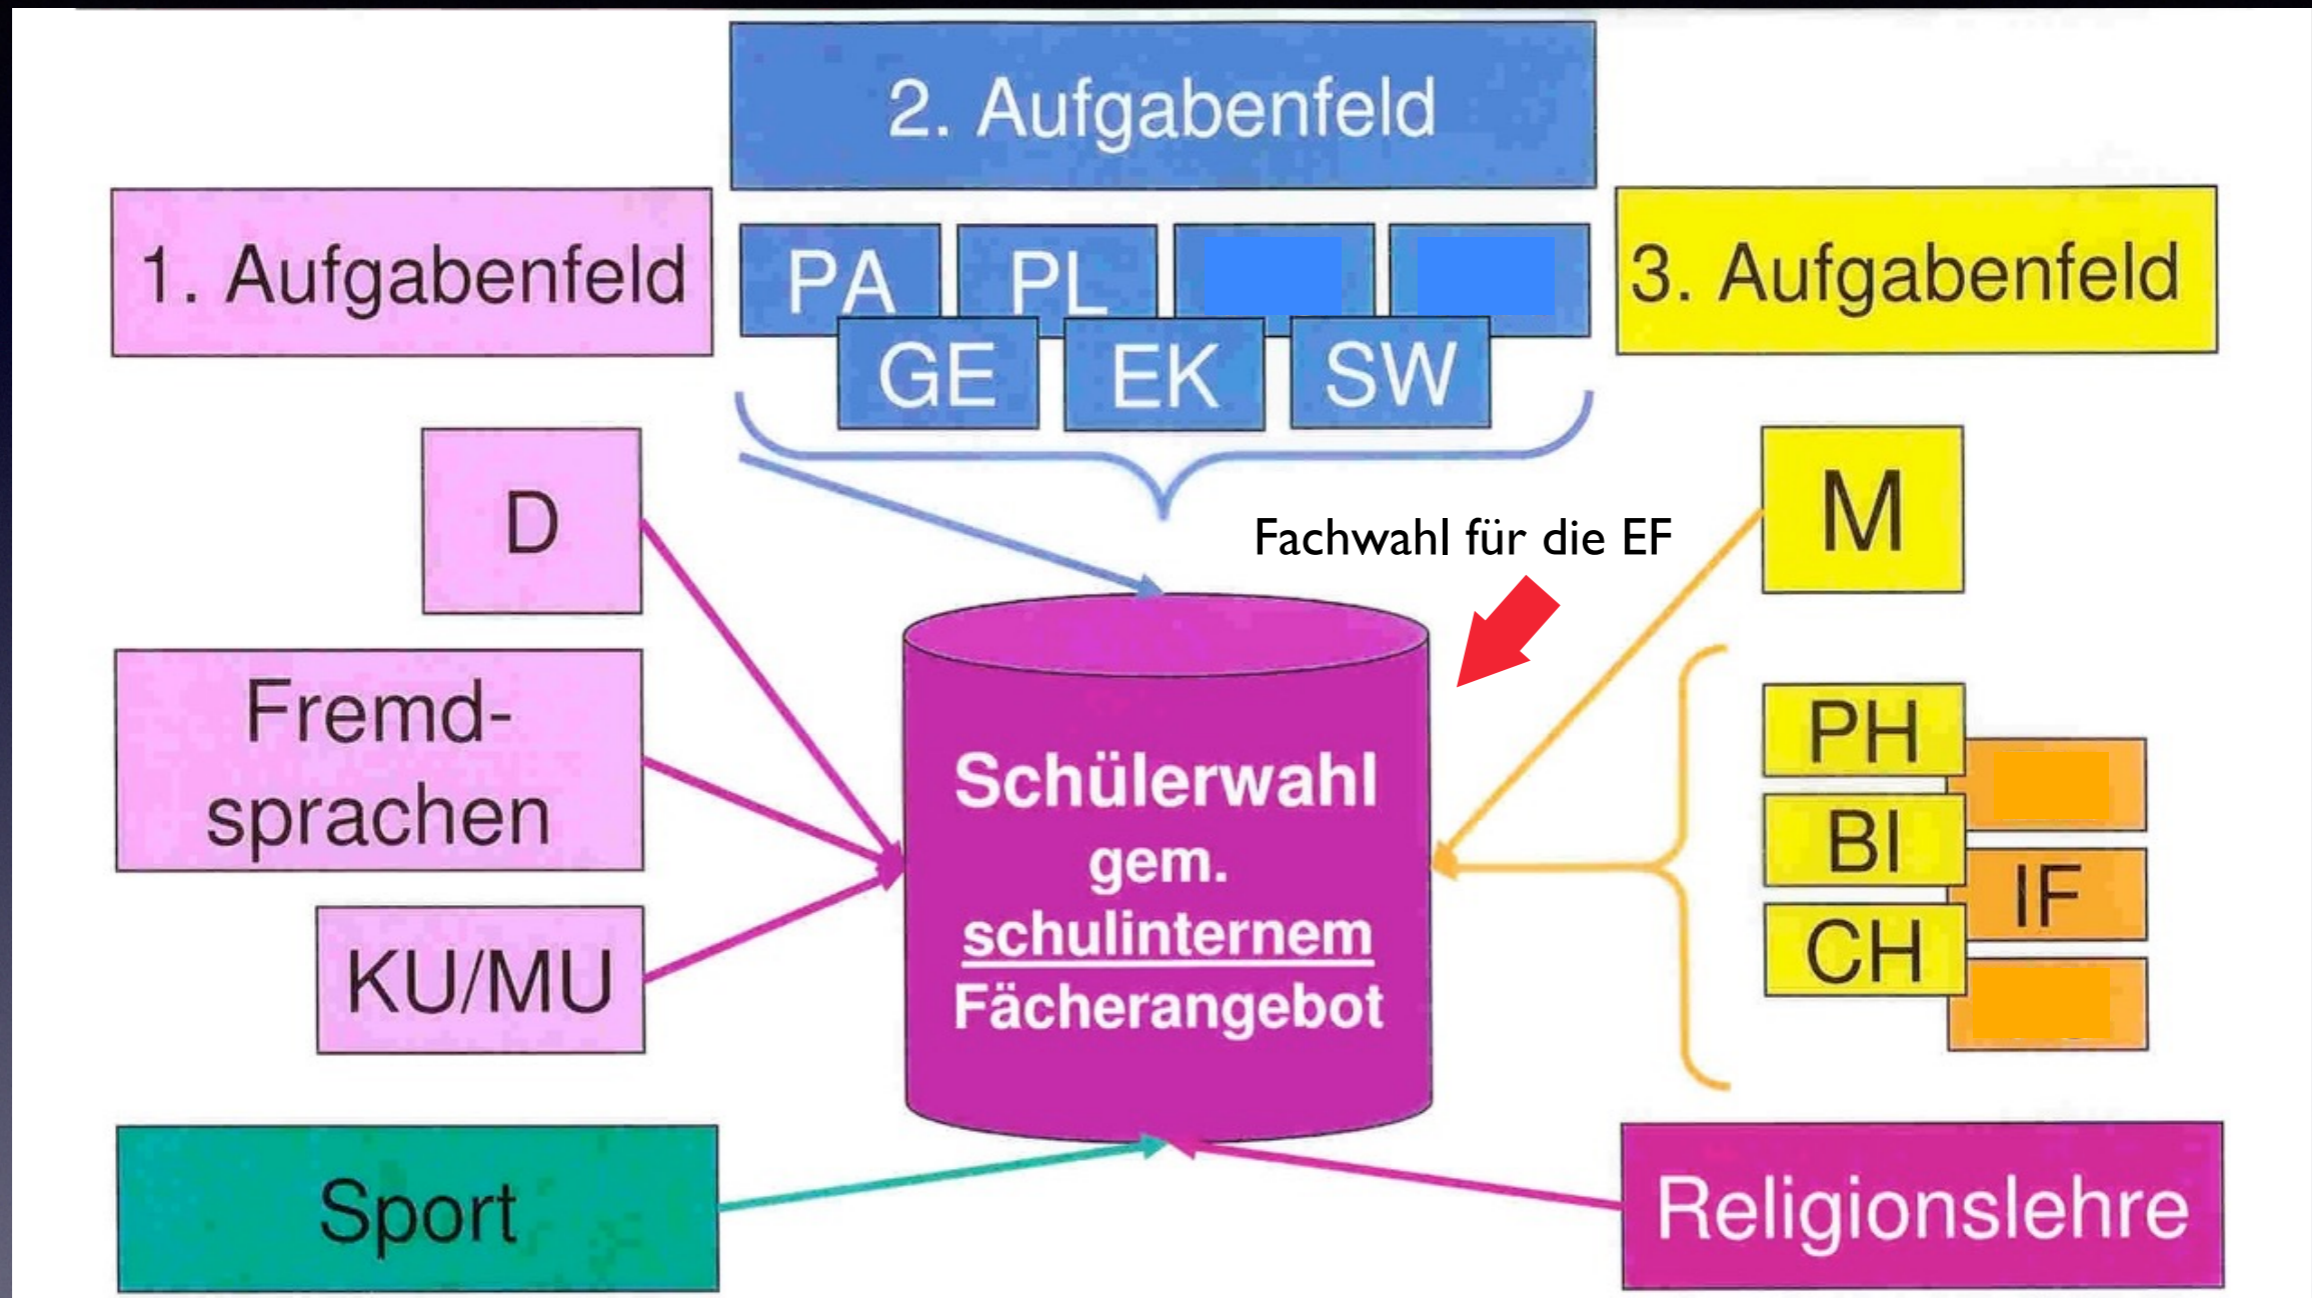 2. Aufgabenfeld
1. Aufgabenfeld
PA
PL
3. Aufgabenfeld
GE
EK
SW
D
Fachwahl für die EF
M
Fremd-
sprachen
PH
BI
IF
CH
KU/MU
Schülerwahl
gem.
schulinternem
Fächerangebot
Sport
Religionslehre